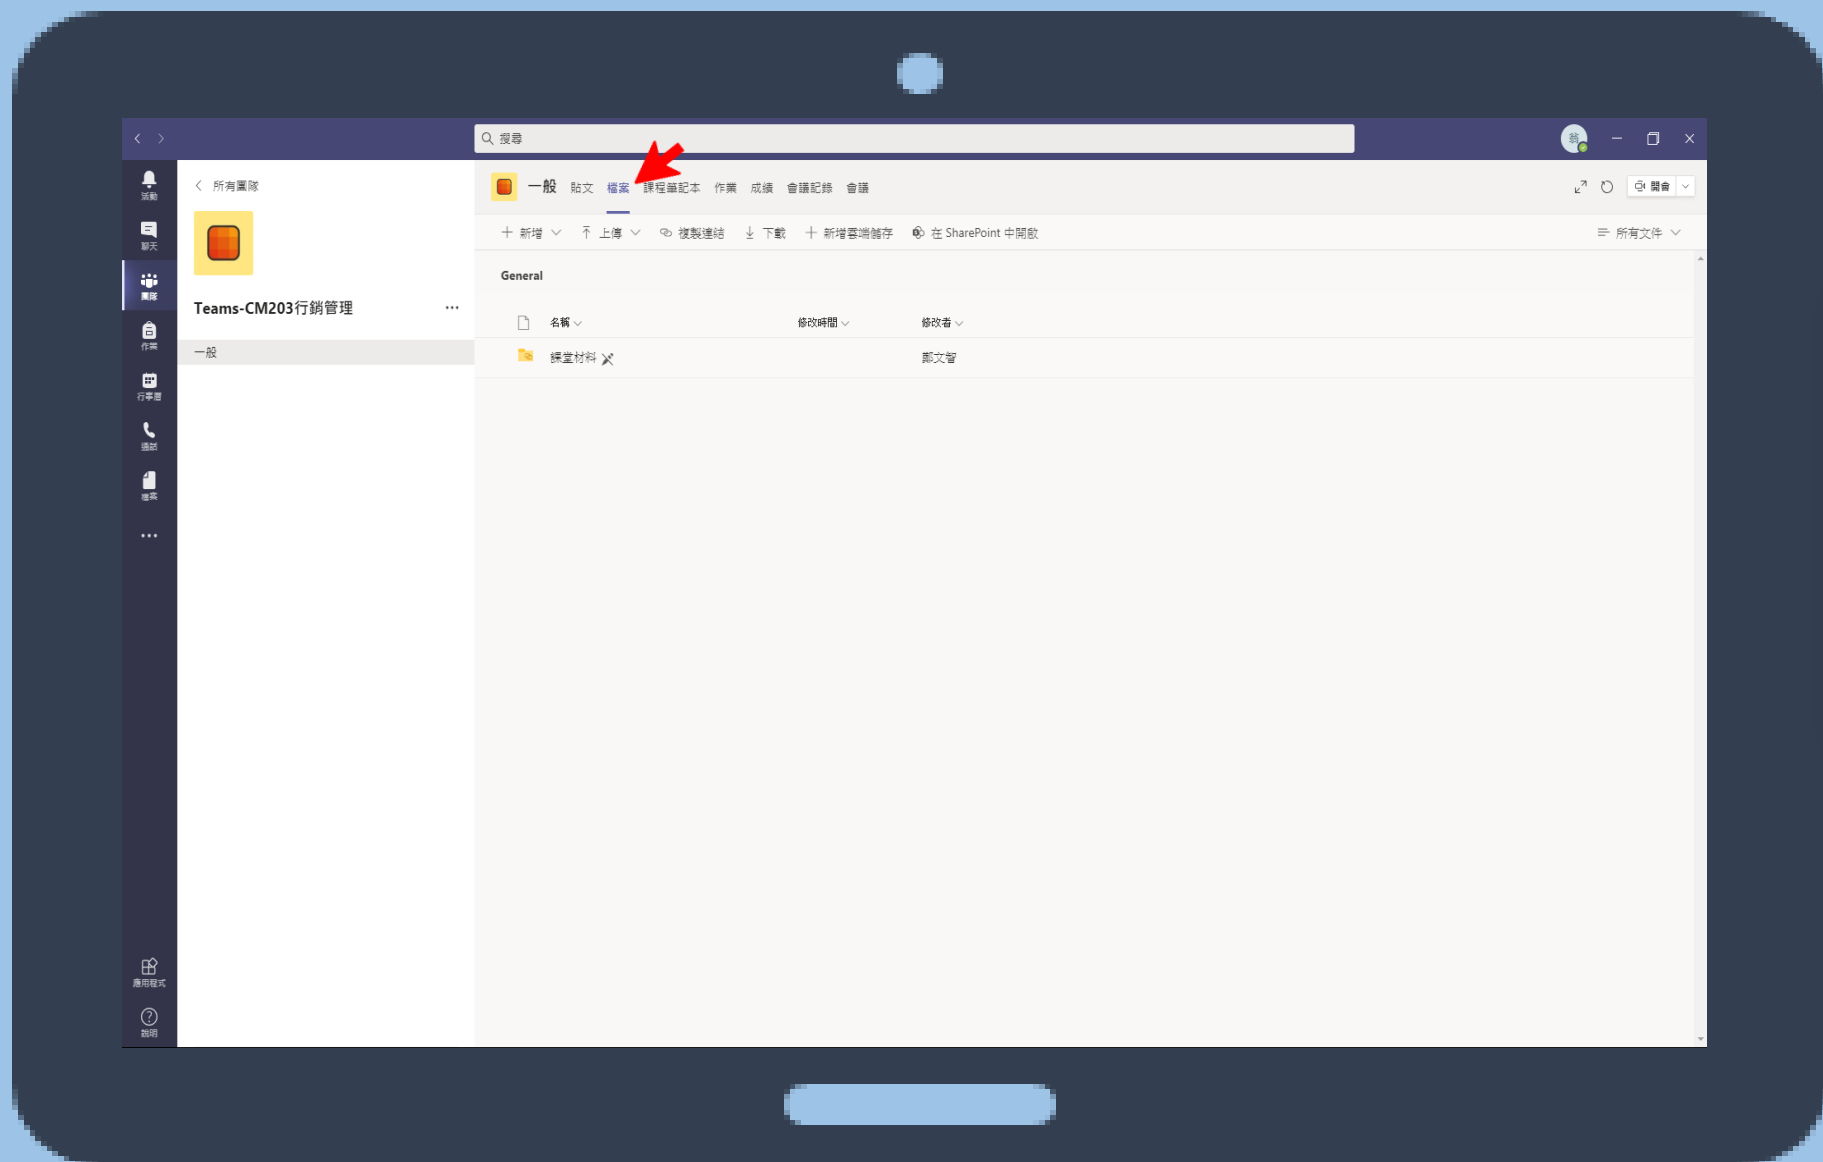 搜尋
翁
活動
聊天
團隊
作業
行事曆
通話
檔案
應用程式
說明
所有團隊
Teams-CM203行銷管理
一般
一般 貼文 檔案 課程筆記本 作業 成績 會議記錄 會議
開會
新增 上傳 複製連結 下載 新增雲端儲存 在 SharePoint 中開啟
所有文件
General
名稱 修改時間 修改者
課堂材料 鄭文智